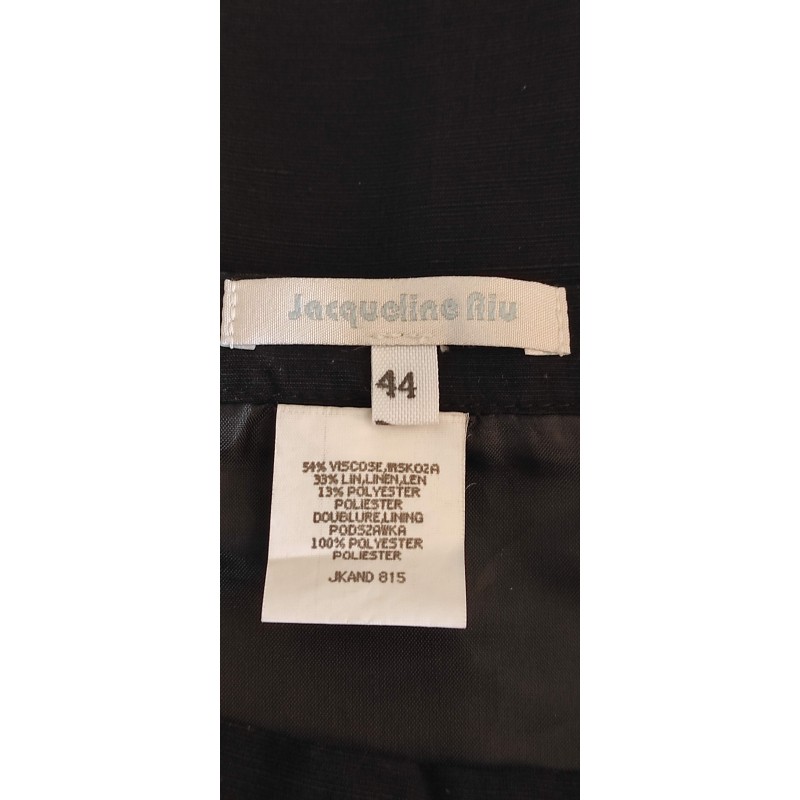 Jacqueline Riu
44
54% VISCOSE,WISKOZA
33% LIN,LINEN,LEN
13% POLYESTER
POLIESTER
DOUBLURE,LINING
PODSZAWKA
100% POLYESTER
POLIESTER
JKAND 815